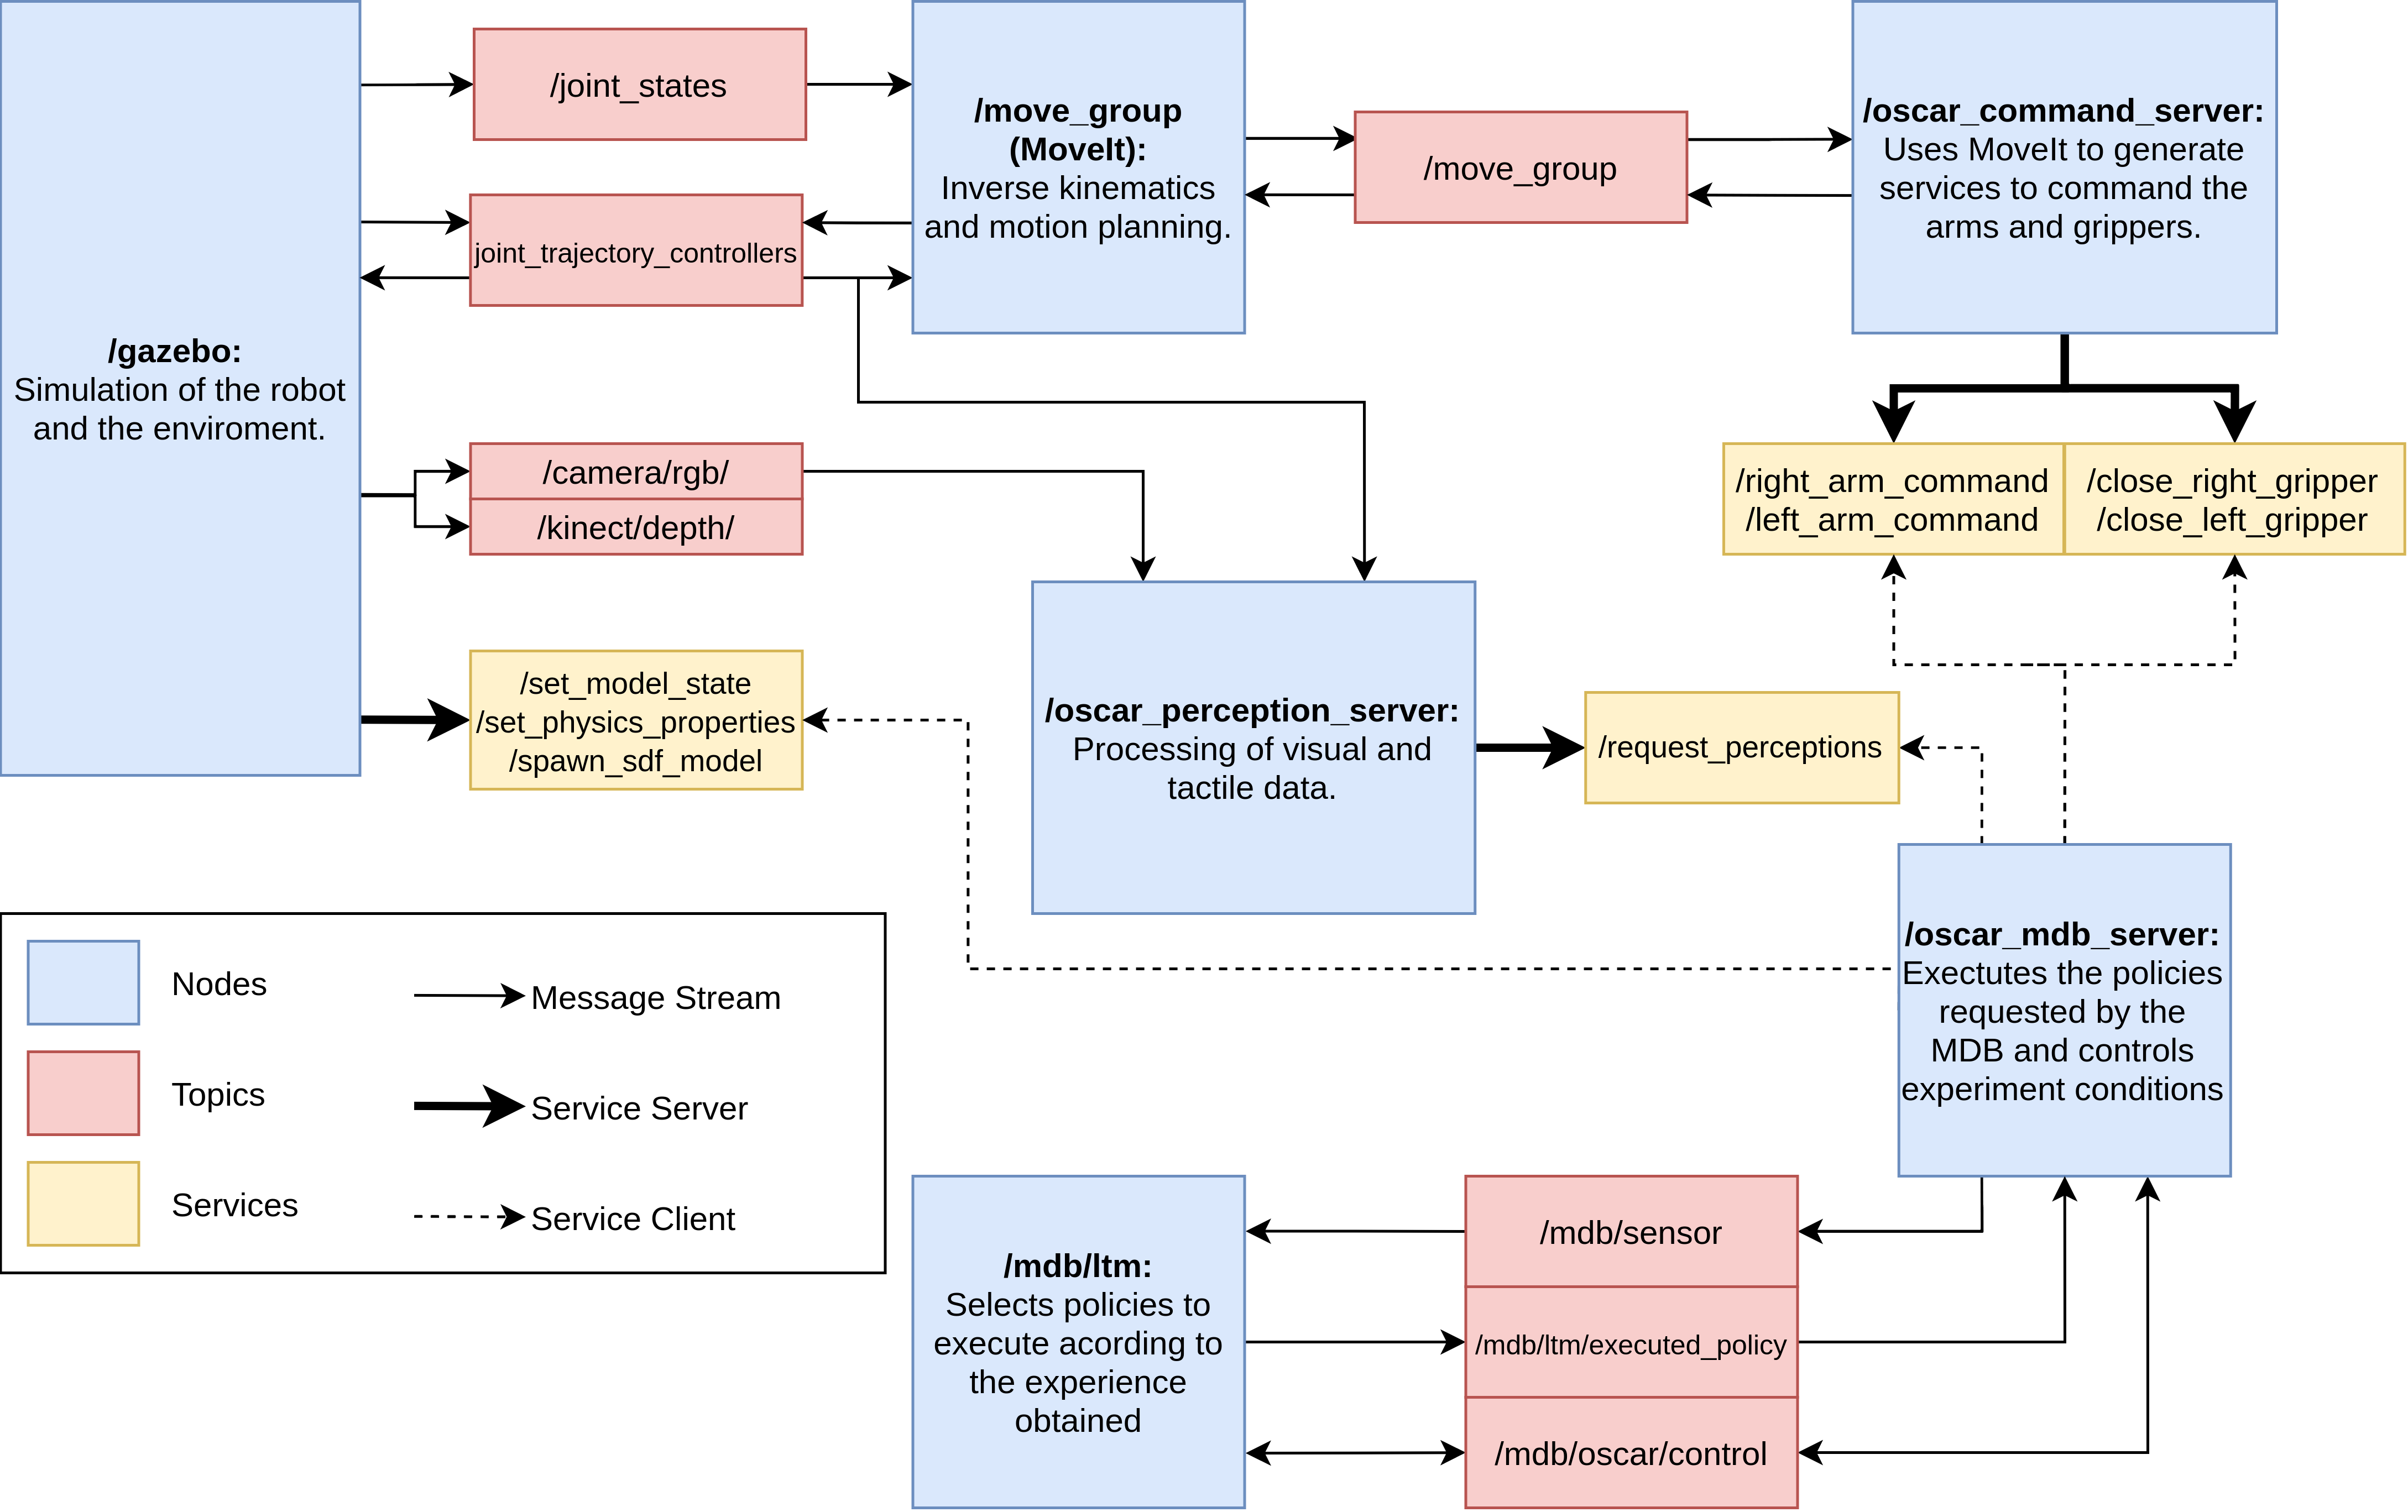 /gazebo:
Simulation of the robot
and the enviroment.
/joint_states
joint_trajectory_controllers
/camera/rgb/
/kinect/depth/
/set_model_state
/set_physics_properties
/spawn_sdf_model
/move_group
(MoveIt):
Inverse kinematics
and motion planning.
/move_group
/oscar_command_server:
Uses MoveIt to generate
services to command the
arms and grippers.
/right_arm_command
/left_arm_command
/close_right_gripper
/close_left_gripper
/oscar_perception_server:
Processing of visual and
tactile data.
/request_perceptions
/oscar_mdb_server:
Exectutes the policies
requested by the
MDB and controls
experiment conditions
/mdb/ltm:
Selects policies to
execute acording to
the experience
obtained
/mdb/sensor
/mdb/ltm/executed_policy
/mdb/oscar/control
Nodes
Topics
Services
Message Stream
Service Server
Service Client